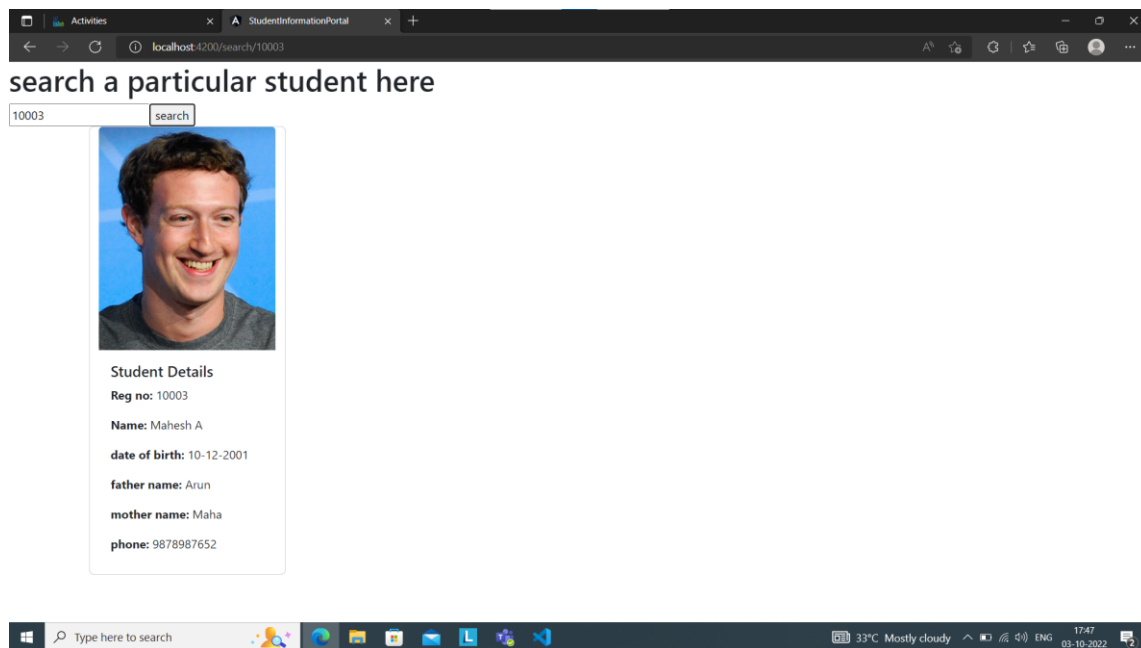 Activities
StudentInformationPortal
localhost:4200/search/10003
search a particular student here
10003
search
Student Details
Reg no: 10003
Name: Mahesh A
date of birth: 10-12-2001
father name: Arun
mother name: Maha
phone: 9878987652
Type here to search
33°C Mostly cloudy
ENG
17:47
03-10-2022
2